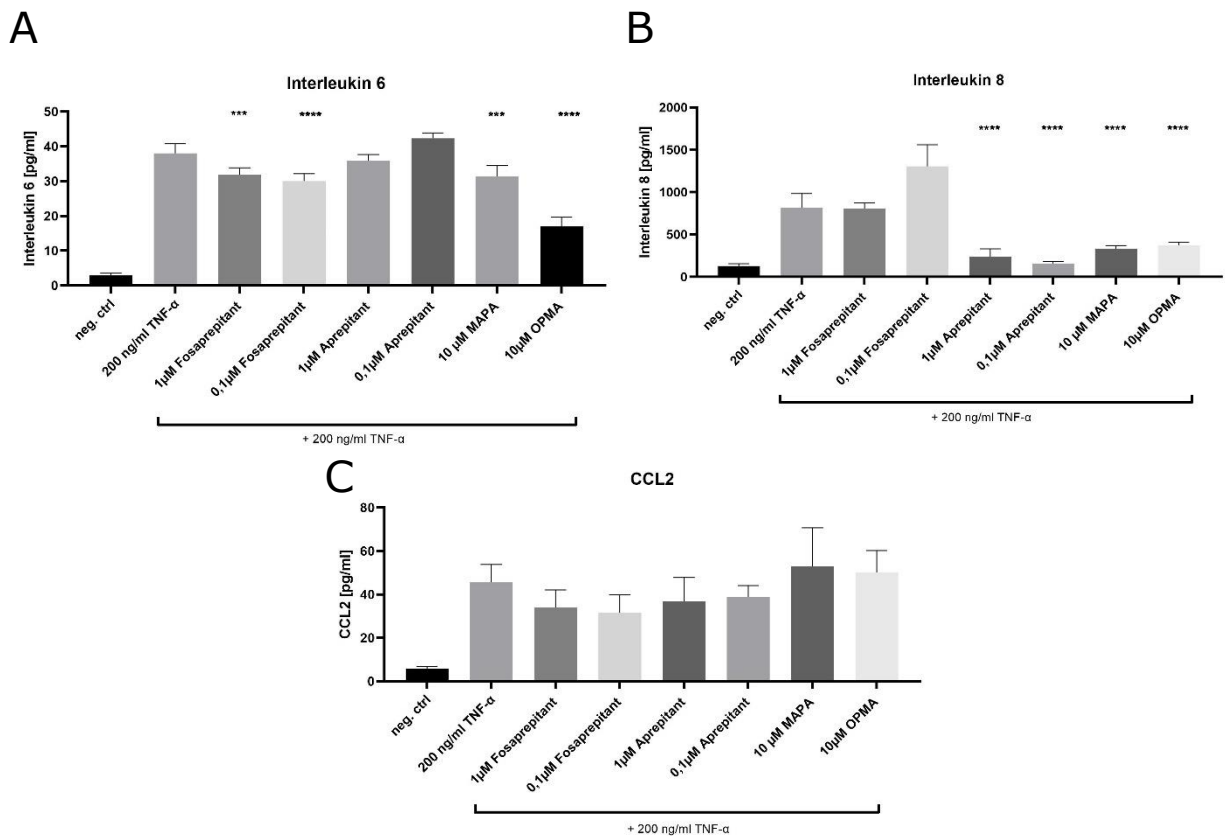 A
Interleukin 6
Interleukin 6 [pg/ml]
50
40
30
20
10
0
***
****
***
****
neg. ctrl
200 ng/ml TNF-α
1µM Fosaprepitant
0,1µM Fosaprepitant
1µM Aprepitant
0,1µM Aprepitant
10 µM MAPA
10µM OPMA
+ 200 ng/ml TNF-α
B
Interleukin 8
Interleukin 8 [pg/ml]
2000
1500
1000
500
0
****
****
****
****
neg. ctrl
200 ng/ml TNF-α
1µM Fosaprepitant
0,1µM Fosaprepitant
1µM Aprepitant
0,1µM Aprepitant
10 µM MAPA
10µM OPMA
+ 200 ng/ml TNF-α
C
CCL2
CCL2 [pg/ml]
80
60
40
20
0
neg. ctrl
200 ng/ml TNF-α
1µM Fosaprepitant
0,1µM Fosaprepitant
1µM Aprepitant
0,1µM Aprepitant
10 µM MAPA
10µM OPMA
+ 200 ng/ml TNF-α